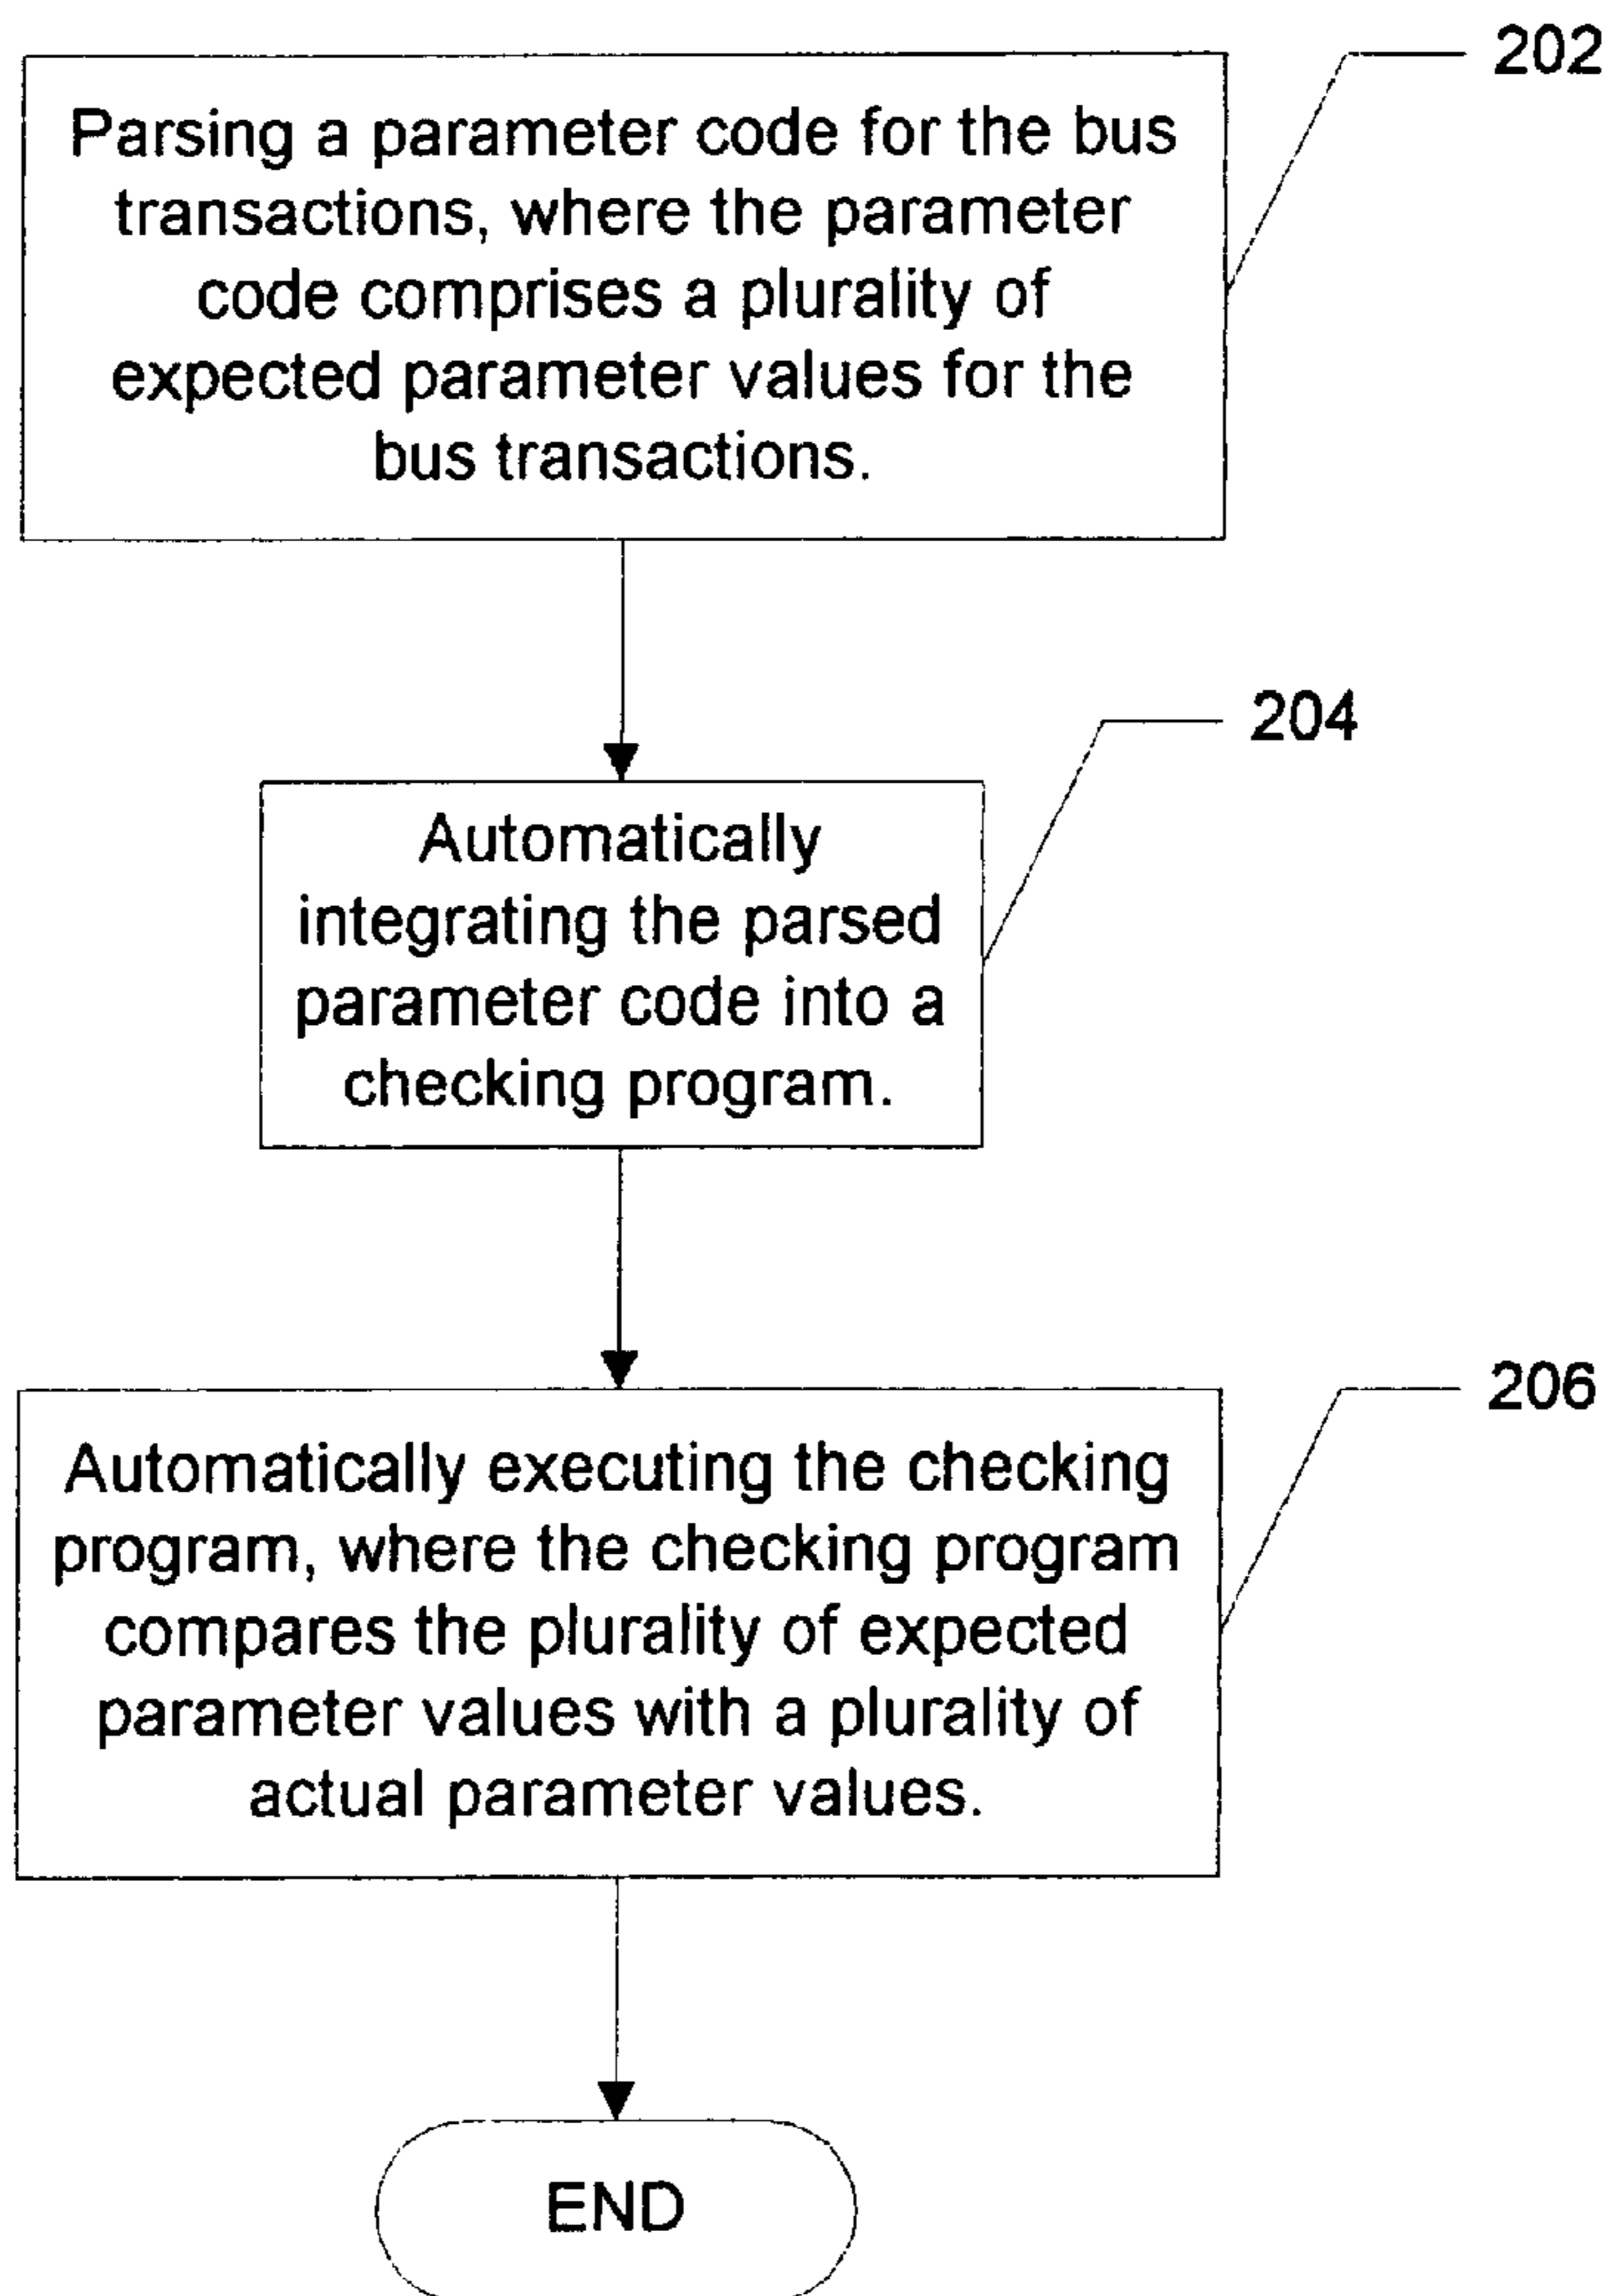 202
Parsing a parameter code for the bus
transactions, where the parameter
code comprises a plurality of
expected parameter values for the
bus transactions.
204
Automatically
integrating the parsed
parameter code into a
checking program.
206
Automatically executing the checking
program, where the checking program
compares the plurality of expected
parameter values with a plurality of
actual parameter values.
END